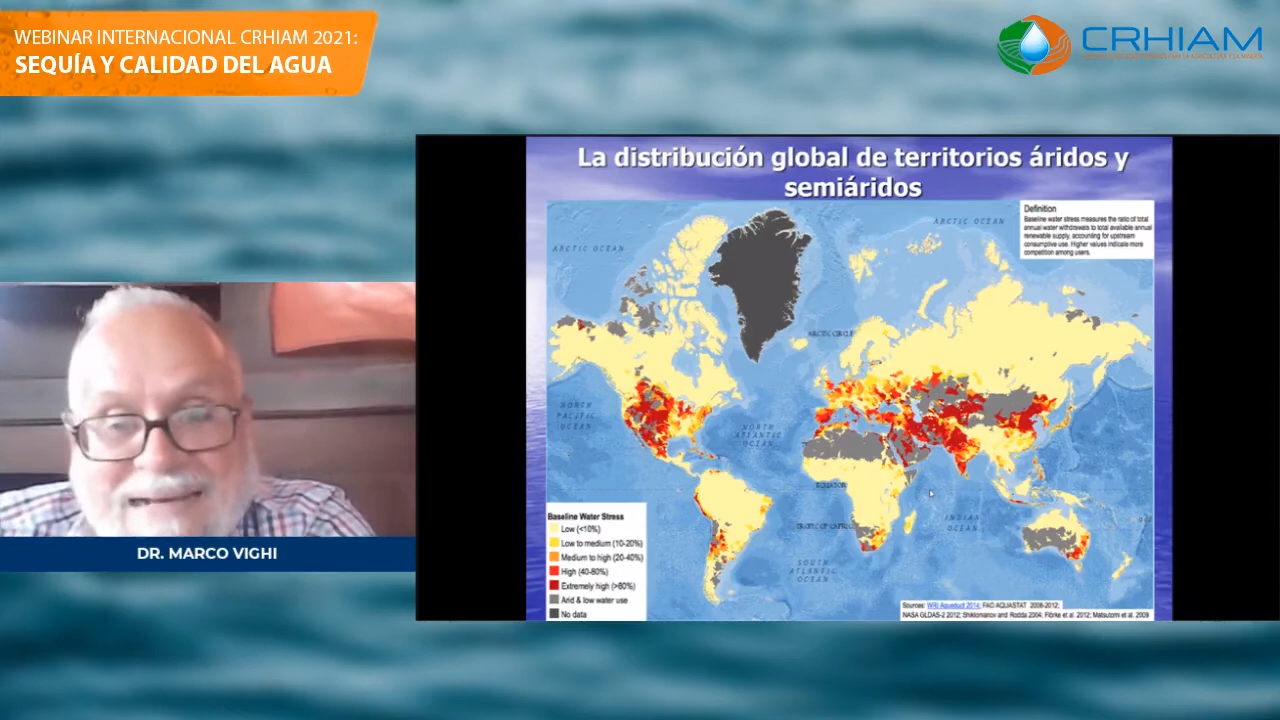 WEBINAR INTERNACIONAL CRHIAM 2021:
SEQUÍA Y CALIDAD DEL AGUA
CRHIAM
La distribución global de territorios áridos y
semiáridos
Definition
Baseline water stress measures the ratio of total
annual water withdrawals to total available annual
renewable supply, accounting for upstream
consumptive use. Higher values indicate more
competition among users.
ARCTIC OCEAN
ARCTIC OCEAN
ARCTIC CIRCLE
NORTH
PACIFIC
OCEAN
NORTH
ATLANTIC
OCEAN
EQUATOR
INDIAN
OCEAN
TROPIC OF CAPRICORN
SOUTH
ATLANTIC
OCEAN
Baseline Water Stress
Low (<10%)
Low to medium (10-20%)
Medium to high (20-40%)
High (40-80%)
Extremely high (>80%)
Arid & low water use
No data
Sources: WRI Aqueduct 2014; FAO AQUASTAT 2008-2012;
NASA GLDAS-2 2012; Shiklomanov and Rodda 2004; Flörke et al. 2012; Matsutomi et al. 2009
DR. MARCO VIGHI